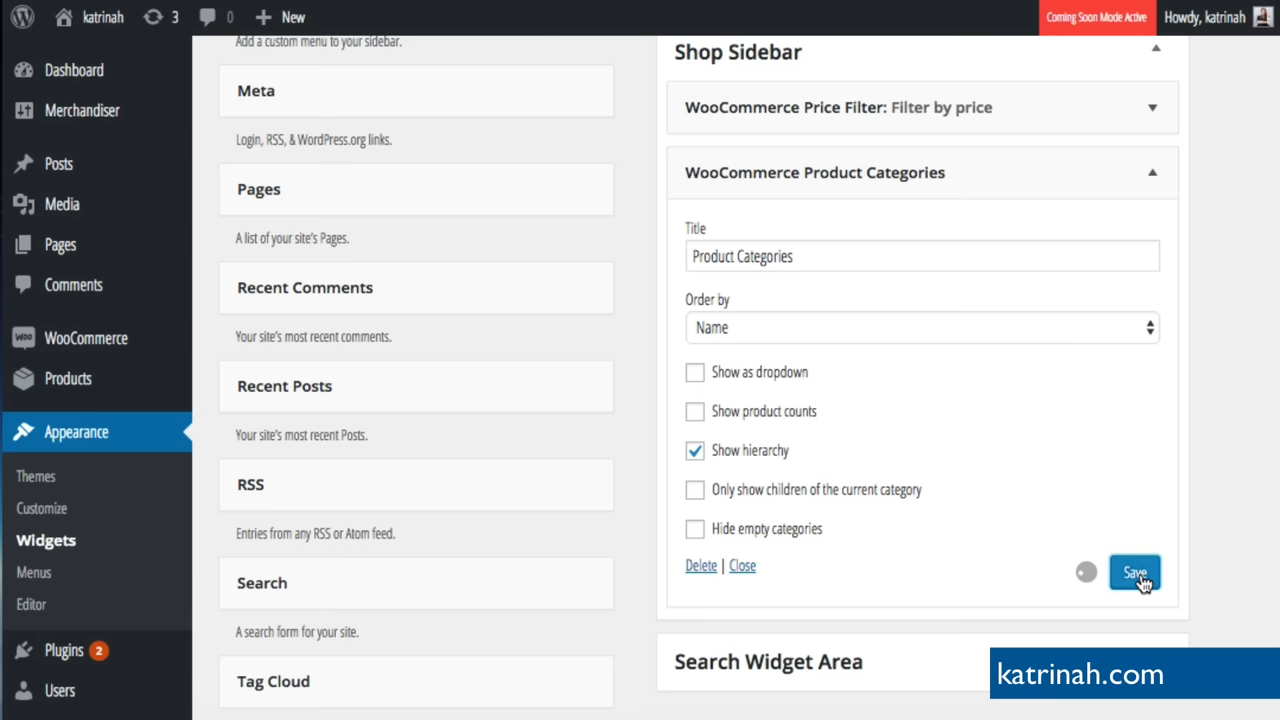 katrinah
3
0
New
Coming Soon Mode Active
Howdy, katrinah
Dashboard
Merchandiser
Posts
Media
Pages
Comments
WooCommerce
Products
Appearance
Themes
Customize
Widgets
Menus
Editor
Plugins 2
Users
Add a custom menu to your sidebar.
Meta
Login, RSS, & WordPress.org links.
Pages
A list of your site's Pages.
Recent Comments
Your site's most recent comments.
Recent Posts
Your site's most recent Posts.
RSS
Entries from any RSS or Atom feed.
Search
A search form for your site.
Tag Cloud
Shop Sidebar
WooCommerce Price Filter: Filter by price
WooCommerce Product Categories
Title
Product Categories
Order by
Name
Show as dropdown
Show product counts
Show hierarchy
Only show children of the current category
Hide empty categories
Delete | Close
Save
Search Widget Area
katrinah.com